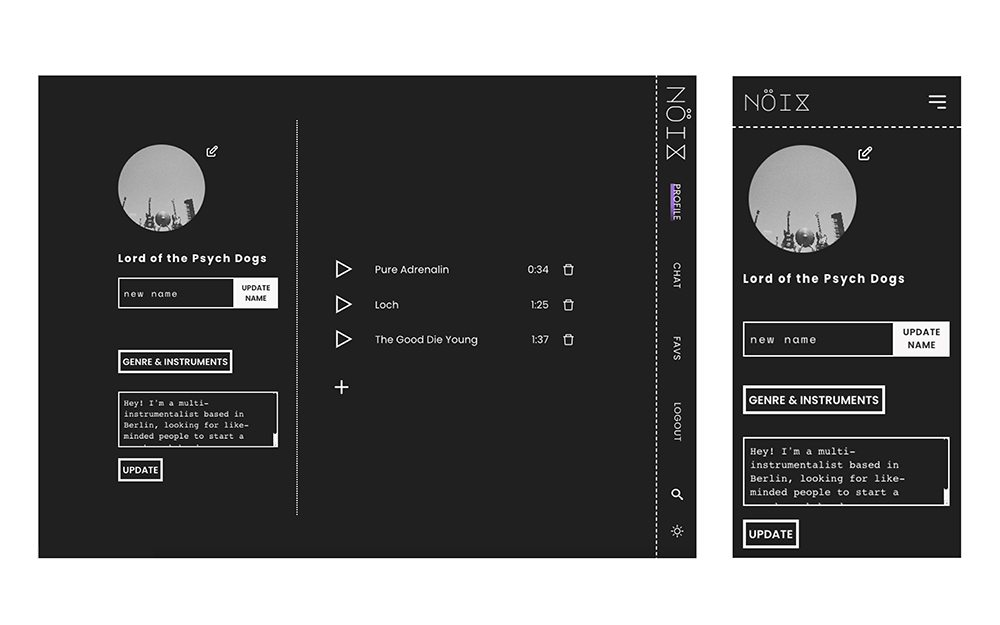 Lord of the Psych Dogs
new name
UPDATE
NAME
GENRE & INSTRUMENTS
Hey! I'm a multi-
instrumentalist based in
Berlin, looking for like-
minded people to start a
UPDATE
Pure Adrenalin 0:34
Loch 1:25
The Good Die Young 1:37
NÖIX
PROFILE
CHAT
FAVS
LOGOUT
NÖIX
Lord of the Psych Dogs
new name
UPDATE
NAME
GENRE & INSTRUMENTS
Hey! I'm a multi-
instrumentalist based in
Berlin, looking for like-
minded people to start a
UPDATE